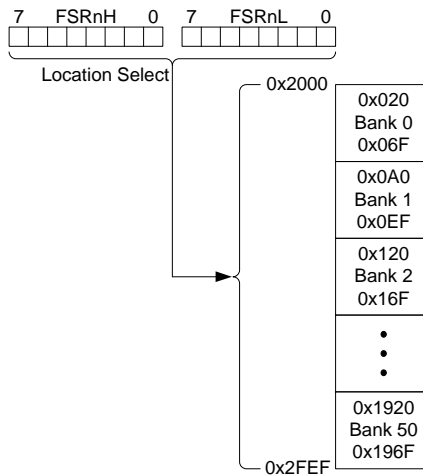 7 FSRnH 0 7 FSRnL 0
Location Select
0x2000
0x020
Bank 0
0x06F
0x0A0
Bank 1
0x0EF
0x120
Bank 2
0x16F
0x1920
Bank 50
0x196F
0x2FEF